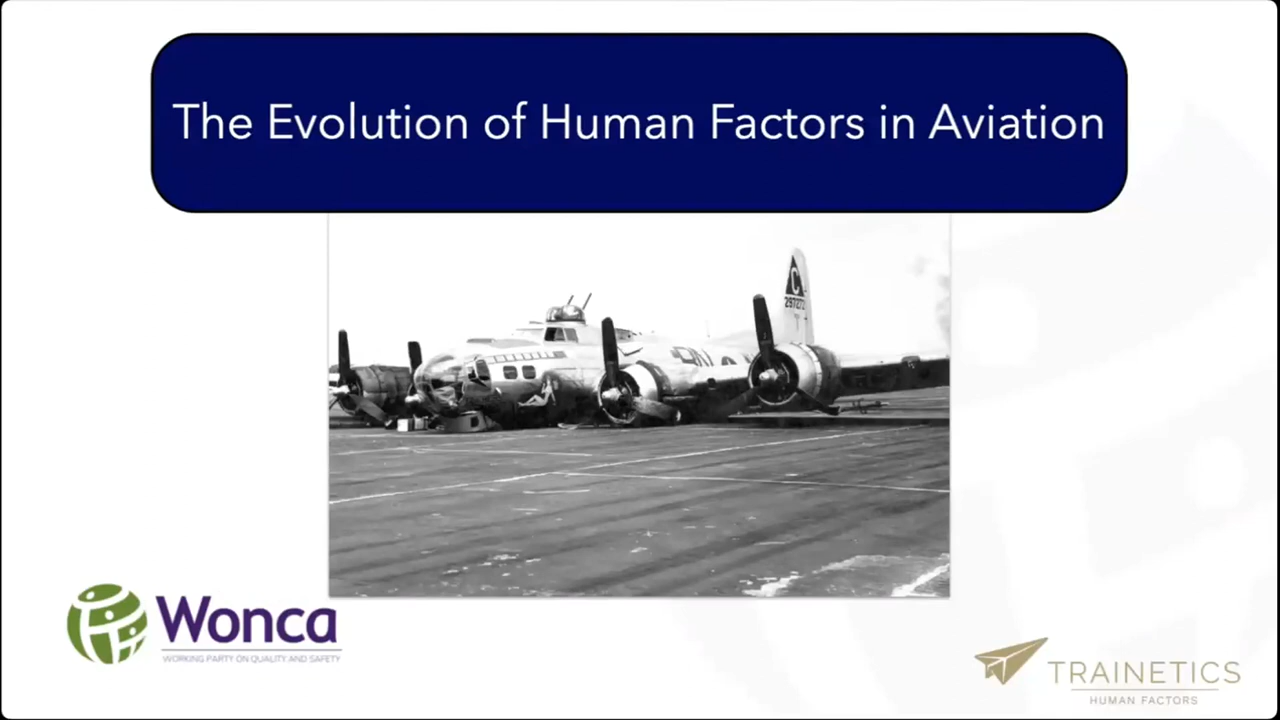 The Evolution of Human Factors in Aviation
C
Wonca
WORKING PARTY ON QUALITY AND SAFETY
TRAINETICS
HUMAN FACTORS